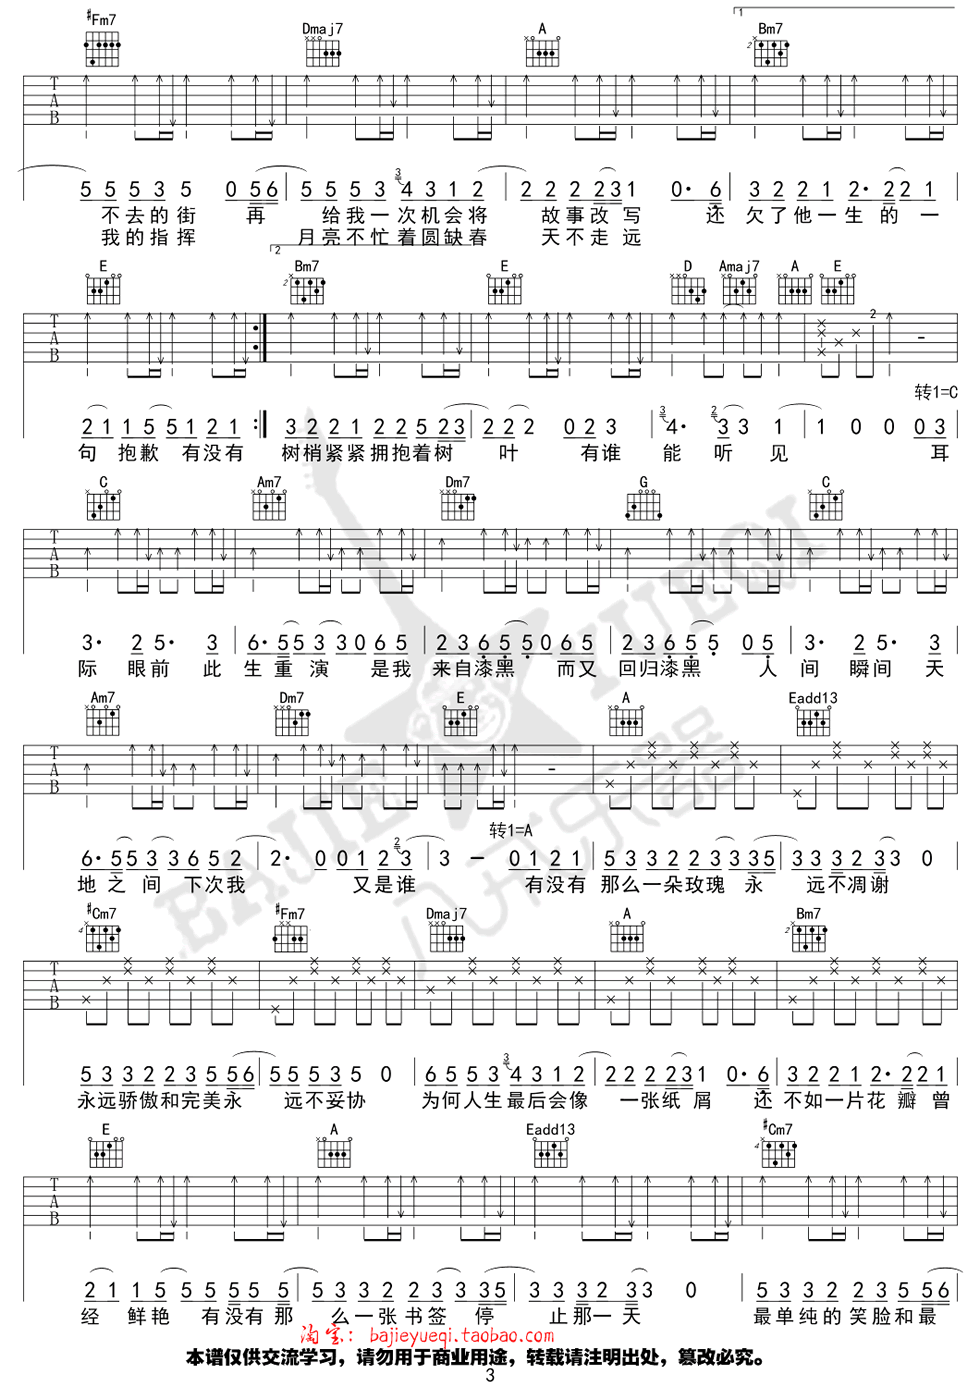 #Fm7 Dmaj7 A 1 Bm7
T A B
5 5 5 3 5 0 5 6 5 5 5 3 3 4 3 1 2 2 2 2 2 3 1 0· 6 3 2 2 1 2· 2 2 1
不去的街 再 给我一次机会将 故事改写 还 欠了他一生的一
我的指挥 月亮不忙着圆缺春 天不走远
E 2 Bm7 E D Amaj7 A E
T A B 2
转1=C
2 1 1 5 5 1 2 1 3 2 2 1 2 2 5 2 3 2 2 2 0 2 3 3 4· 2 3 3 1 1 0 0 0 3
句 抱歉 有没有 树梢紧紧拥抱着树 叶 有谁 能 听 见 耳
C Am7 Dm7 G C
T A B
3· 2 5· 3 6· 5 5 3 3 0 6 5 2 3 6 5 5 0 6 5 2 3 6 5 5 0 5 3· 2 5· 3
际 眼前 此 生重演 是我 来自漆黑 而又 回归漆黑 人 间 瞬间 天
Am7 Dm7 E A Eadd13
T A B
转1=A
6· 5 5 3 3 6 5 2 2· 0 0 1 2 2 3 3 — 0 1 2 1 5 3 3 2 2 3 3 3 5 3 3 3 2 3 3 0
地 之 间 下次我 又是谁 有没有 那么一朵玫瑰 永 远不凋谢
#Cm7 #Fm7 Dmaj7 A Bm7
T A B
5 3 3 2 2 3 5 5 6 5 5 5 3 5 0 6 5 5 3 3 4 3 1 2 2 2 2 2 3 1 0· 6 3 2 2 1 2· 2 2 1
永远骄傲和完美永 远不妥协 为何人生最后会像 一张纸屑 还 不如一片花瓣曾
E A Eadd13 #Cm7
T A B
2 1 1 5 5 5 5 5 5 3 3 2 3 3 5 3 3 3 2 3 3 0 5 3 3 2 2 3 5 5 6
经 鲜艳 有没有那 么一张书签 停 止那一天 最单纯的笑脸和最
淘宝：bajieyueqi.taobao.com
本谱仅供交流学习，请勿用于商业用途，转载请注明出处，篡改必究。
3
BAJIE YUEQI
八戒乐器